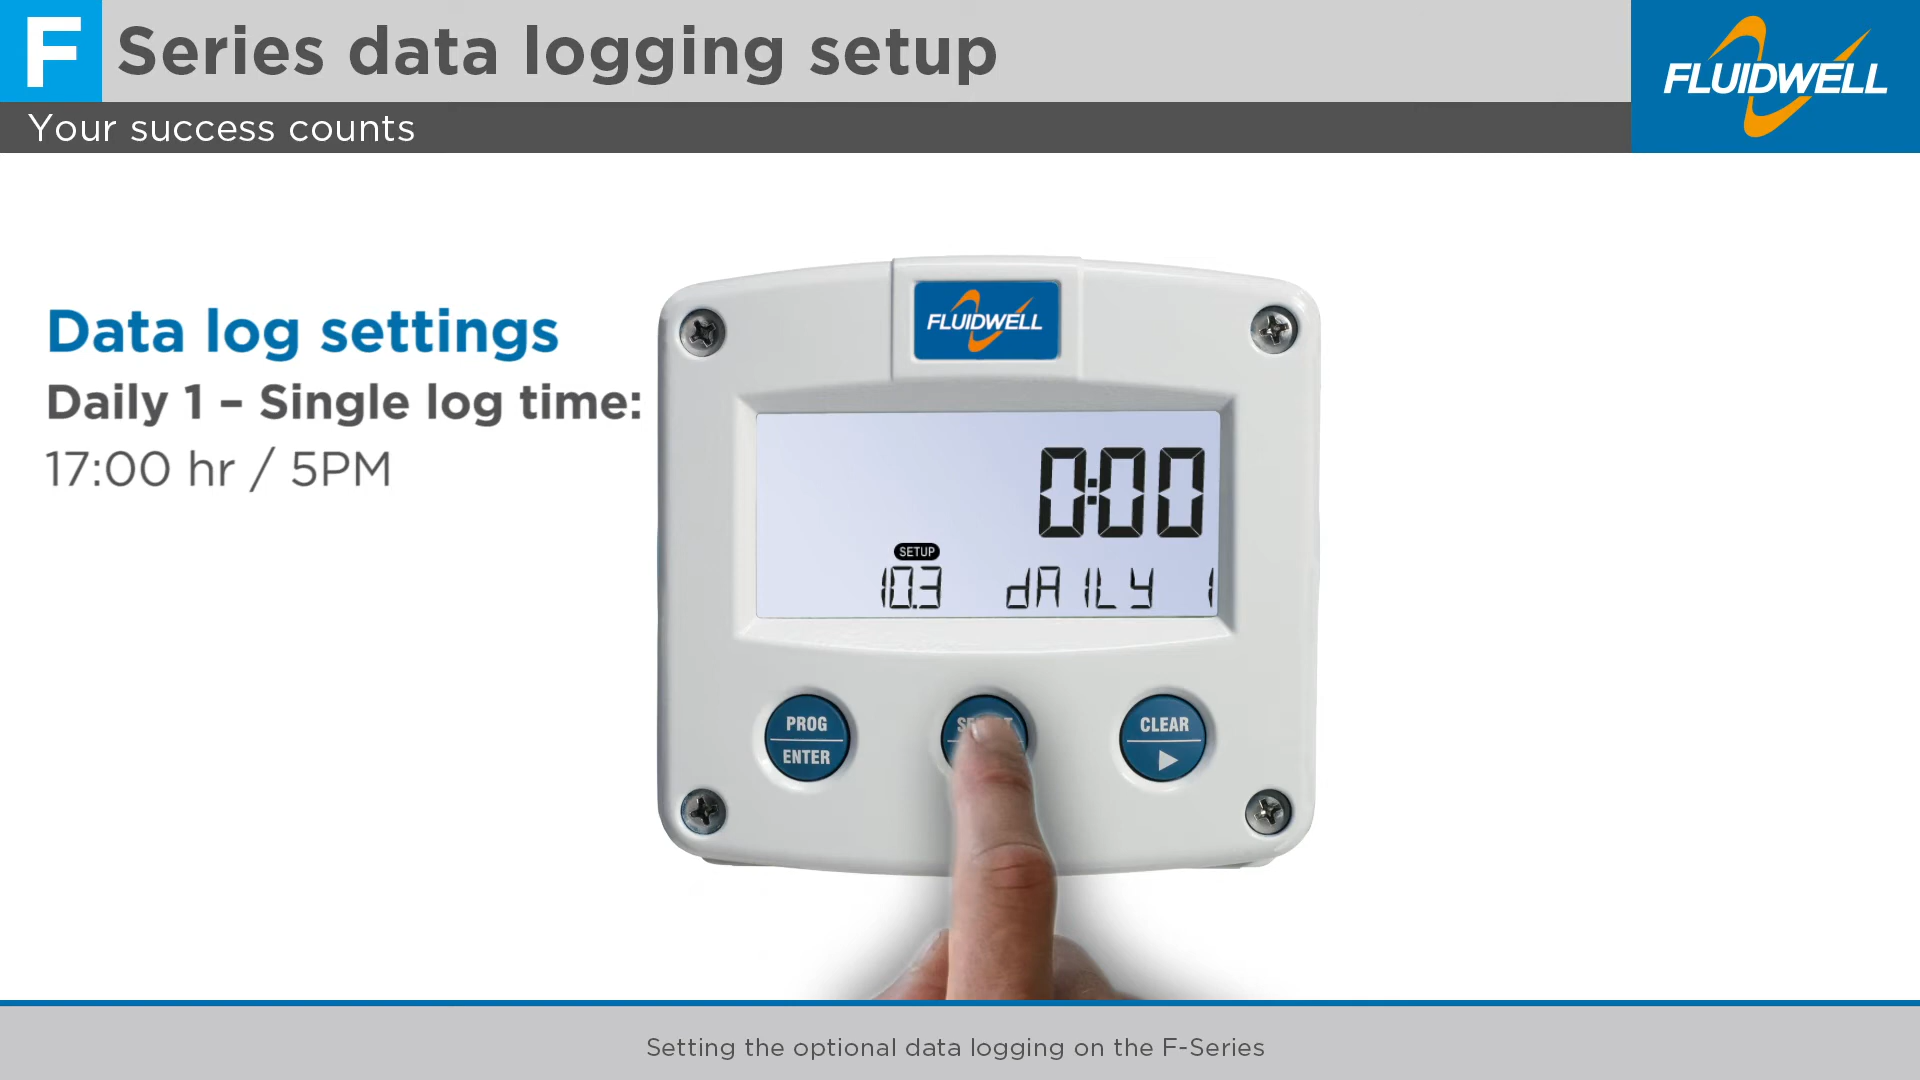 F Series data logging setup
FLUIDWELL
Your success counts
Data log settings
Daily 1 – Single log time:
17:00 hr / 5PM
FLUIDWELL
0:00
SETUP
10.3 dAILY 1
PROG
ENTER
CLEAR
Setting the optional data logging on the F-Series